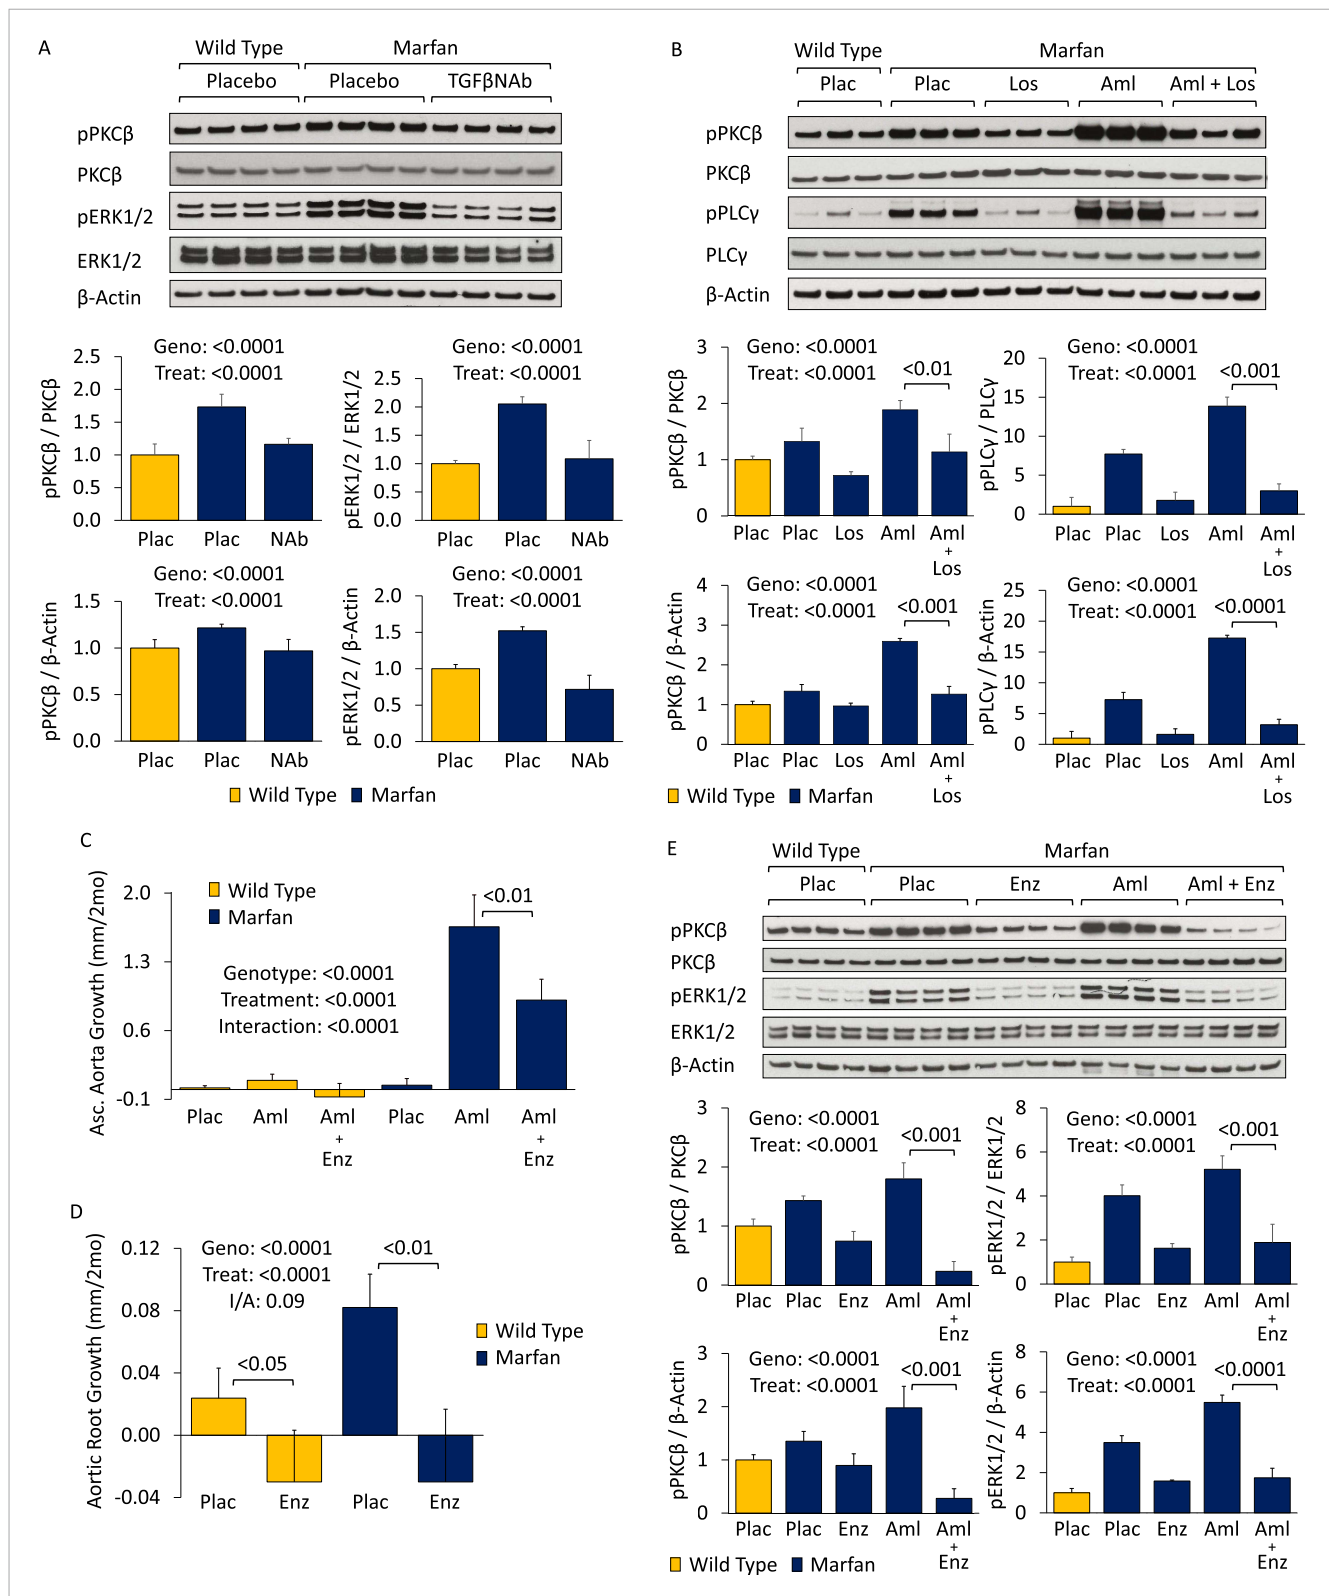 A
Wild Type
Marfan
Placebo
Placebo
TGFβNAb
pPKCβ
PKCβ
pERK1/2
ERK1/2
β-Actin
pPKCβ / PKCβ
Geno: <0.0001
Treat: <0.0001
2.5
2.0
1.5
1.0
0.5
0.0
Plac
Plac
NAb
pERK1/2 / ERK1/2
Geno: <0.0001
Treat: <0.0001
2.5
2.0
1.5
1.0
0.5
0.0
Plac
Plac
NAb
pPKCβ / β-Actin
Geno: <0.0001
Treat: <0.0001
1.5
1.0
0.5
0.0
Plac
Plac
NAb
pERK1/2 / β-Actin
Geno: <0.0001
Treat: <0.0001
2.0
1.5
1.0
0.5
0.0
Plac
Plac
NAb
Wild Type
Marfan
B
Wild Type
Marfan
Plac
Plac
Los
Aml
Aml + Los
pPKCβ
PKCβ
pPLCγ
PLCγ
β-Actin
pPKCβ / PKCβ
Geno: <0.0001
Treat: <0.0001
<0.01
3
2
1
0
Plac
Plac
Los
Aml
Aml
+
Los
pPLCγ / PLCγ
Geno: <0.0001
Treat: <0.0001
<0.001
20
15
10
5
0
Plac
Plac
Los
Aml
Aml
+
Los
pPKCβ / β-Actin
Geno: <0.0001
Treat: <0.0001
<0.001
4
3
2
1
0
Plac
Plac
Los
Aml
Aml
+
Los
pPLCγ / β-Actin
Geno: <0.0001
Treat: <0.0001
<0.0001
25
20
15
10
5
0
Plac
Plac
Los
Aml
Aml
+
Los
Wild Type
Marfan
C
Asc. Aorta Growth (mm/2mo)
Wild Type
Marfan
Genotype: <0.0001
Treatment: <0.0001
Interaction: <0.0001
<0.01
2.0
1.3
0.6
-0.1
Plac
Aml
Aml
+
Enz
Plac
Aml
Aml
+
Enz
D
Aortic Root Growth (mm/2mo)
Geno: <0.0001
Treat: <0.0001
I/A: 0.09
<0.05
<0.01
0.12
0.08
0.04
0.00
-0.04
Plac
Enz
Plac
Enz
Wild Type
Marfan
E
Wild Type
Marfan
Plac
Plac
Enz
Aml
Aml + Enz
pPKCβ
PKCβ
pERK1/2
ERK1/2
β-Actin
pPKCβ / PKCβ
Geno: <0.0001
Treat: <0.0001
<0.001
3
2
1
0
Plac
Plac
Enz
Aml
Aml
+
Enz
pERK1/2 / ERK1/2
Geno: <0.0001
Treat: <0.0001
<0.001
8
6
4
2
0
Plac
Plac
Enz
Aml
Aml
+
Enz
pPKCβ / β-Actin
Geno: <0.0001
Treat: <0.0001
<0.001
3
2
1
0
Plac
Plac
Enz
Aml
Aml
+
Enz
pERK1/2 / β-Actin
Geno: <0.0001
Treat: <0.0001
<0.0001
8
6
4
2
0
Plac
Plac
Enz
Aml
Aml
+
Enz
Wild Type
Marfan